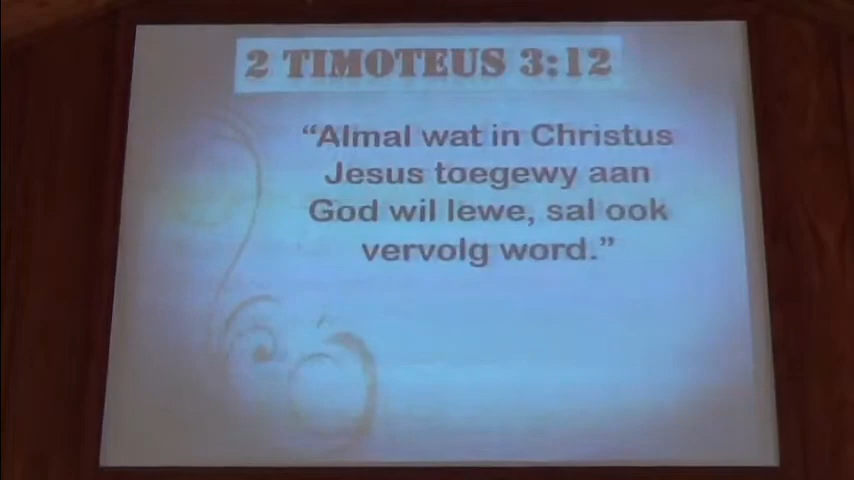 2 TIMOTEUS 3:12
“Almal wat in Christus
Jesus toegewy aan
God wil lewe, sal ook
vervolg word.”